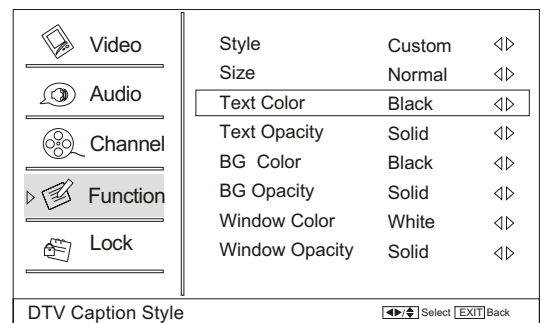 Video
Audio
Channel
Function
Lock
Style Custom
Size Normal
Text Color Black
Text Opacity Solid
BG Color Black
BG Opacity Solid
Window Color White
Window Opacity Solid
DTV Caption Style
Select EXIT Back